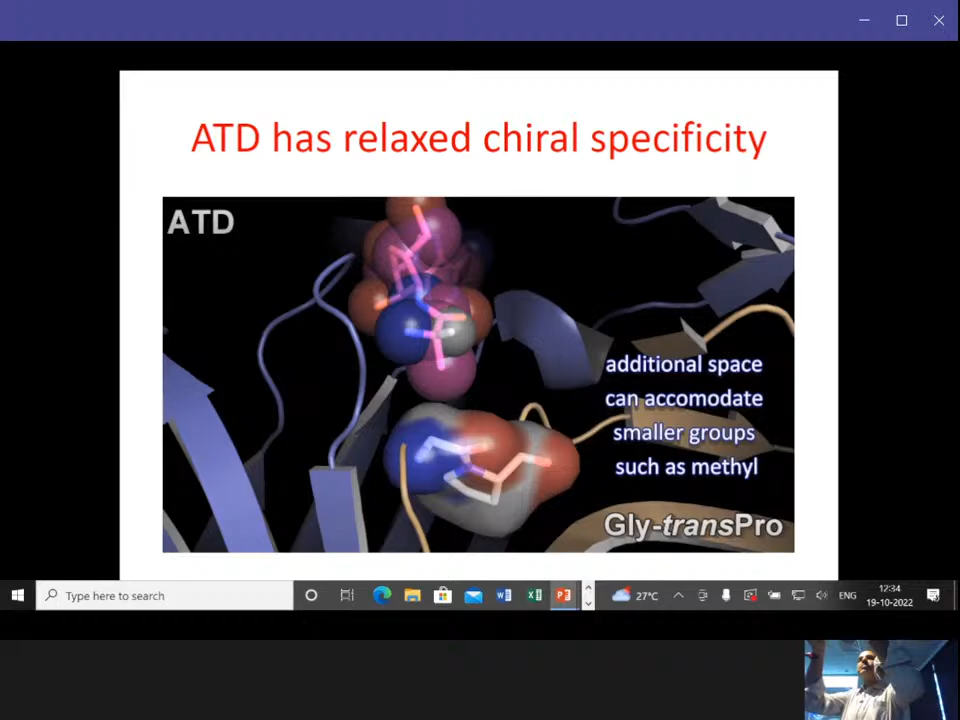 ATD has relaxed chiral specificity
ATD
additional space
can accomodate
smaller groups
such as methyl
Gly-transPro
Type here to search
27°C
ENG
12:34
19-10-2022